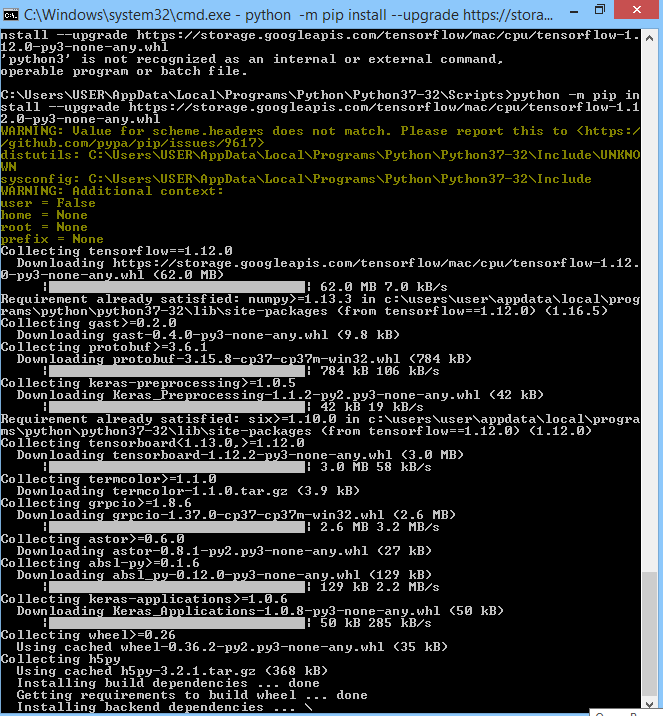 C:\Windows\system32\cmd.exe - python  -m pip install --upgrade https://stora...
nstall --upgrade https://storage.googleapis.com/tensorflow/mac/cpu/tensorflow-1.
12.0-py3-none-any.whl
'python3' is not recognized as an internal or external command,
operable program or batch file.
C:\Users\USER\AppData\Local\Programs\Python\Python37-32\Scripts>python -m pip in
stall --upgrade https://storage.googleapis.com/tensorflow/mac/cpu/tensorflow-1.1
2.0-py3-none-any.whl
WARNING: Value for scheme.headers does not match. Please report this to <https:/
/github.com/pypa/pip/issues/9617>
distutils: C:\Users\USER\AppData\Local\Programs\Python\Python37-32\Include\UNKNO
WN
sysconfig: C:\Users\USER\AppData\Local\Programs\Python\Python37-32\Include
WARNING: Additional context:
user = False
home = None
root = None
prefix = None
Collecting tensorflow==1.12.0
  Downloading https://storage.googleapis.com/tensorflow/mac/cpu/tensorflow-1.12.
0-py3-none-any.whl (62.0 MB)
     |                                | 62.0 MB 7.0 kB/s
Requirement already satisfied: numpy>=1.13.3 in c:\users\user\appdata\local\prog
rams\python\python37-32\lib\site-packages (from tensorflow==1.12.0) (1.16.5)
Collecting gast>=0.2.0
  Downloading gast-0.4.0-py3-none-any.whl (9.8 kB)
Collecting protobuf>=3.6.1
  Downloading protobuf-3.15.8-cp37-cp37m-win32.whl (784 kB)
     |                                | 784 kB 106 kB/s
Collecting keras-preprocessing>=1.0.5
  Downloading Keras_Preprocessing-1.1.2-py2.py3-none-any.whl (42 kB)
     |                                | 42 kB 19 kB/s
Requirement already satisfied: six>=1.10.0 in c:\users\user\appdata\local\progra
ms\python\python37-32\lib\site-packages (from tensorflow==1.12.0) (1.12.0)
Collecting tensorboard<1.13.0,>=1.12.0
  Downloading tensorboard-1.12.2-py3-none-any.whl (3.0 MB)
     |                                | 3.0 MB 58 kB/s
Collecting termcolor>=1.1.0
  Downloading termcolor-1.1.0.tar.gz (3.9 kB)
Collecting grpcio>=1.8.6
  Downloading grpcio-1.37.0-cp37-cp37m-win32.whl (2.6 MB)
     |                                | 2.6 MB 3.2 MB/s
Collecting astor>=0.6.0
  Downloading astor-0.8.1-py2.py3-none-any.whl (27 kB)
Collecting absl-py>=0.1.6
  Downloading absl_py-0.12.0-py3-none-any.whl (129 kB)
     |                                | 129 kB 2.2 MB/s
Collecting keras-applications>=1.0.6
  Downloading Keras_Applications-1.0.8-py3-none-any.whl (50 kB)
     |                                | 50 kB 285 kB/s
Collecting wheel>=0.26
  Using cached wheel-0.36.2-py2.py3-none-any.whl (35 kB)
Collecting h5py
  Using cached h5py-3.2.1.tar.gz (368 kB)
  Installing build dependencies ... done
  Getting requirements to build wheel ... done
  Installing backend dependencies ... \